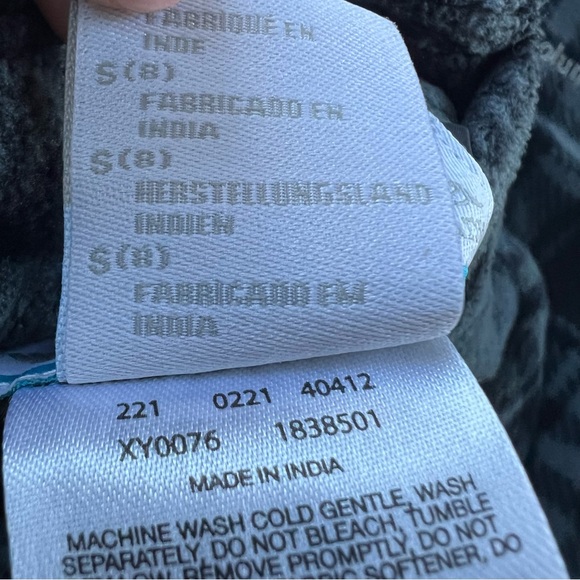 FABRIQUE EN
INDE
S(8)
FABRICADO EN
INDIA
S(8)
HERSTELLUNGSLAND
INDIEN
S(8)
FABRICADO EM
INDIA
221 0221 40412
XY0076 1838501
MADE IN INDIA
MACHINE WASH COLD GENTLE, WASH
SEPARATELY, DO NOT BLEACH, TUMBLE
LOW, REMOVE PROMPTLY, DO NOT
SOFTENER, DO